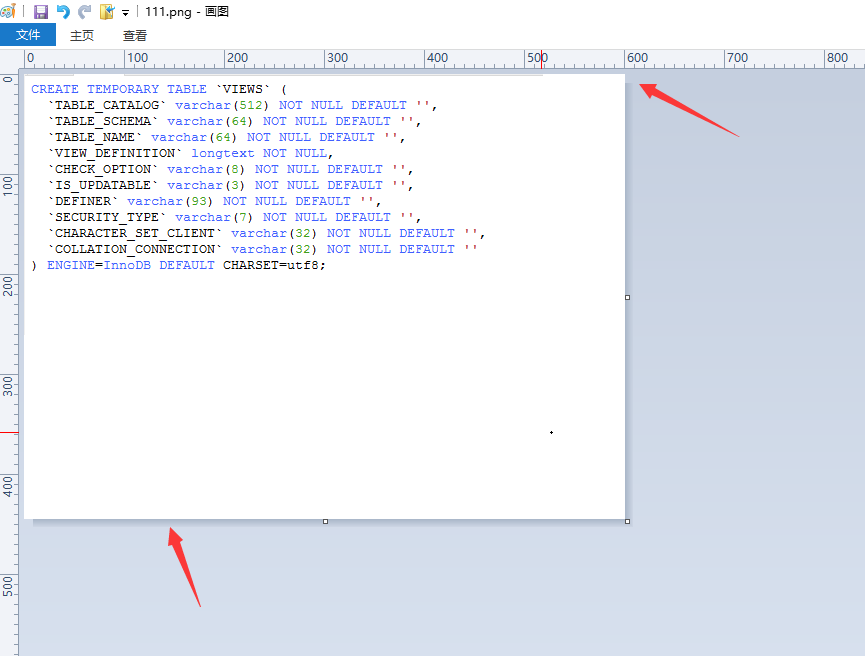 111.png - 画图
文件 主页 查看
0 100 200 300 400 500 600 700 800
0
100
200
300
400
500
CREATE TEMPORARY TABLE `VIEWS` (
`TABLE_CATALOG` varchar(512) NOT NULL DEFAULT '',
`TABLE_SCHEMA` varchar(64) NOT NULL DEFAULT '',
`TABLE_NAME` varchar(64) NOT NULL DEFAULT '',
`VIEW_DEFINITION` longtext NOT NULL,
`CHECK_OPTION` varchar(8) NOT NULL DEFAULT '',
`IS_UPDATABLE` varchar(3) NOT NULL DEFAULT '',
`DEFINER` varchar(93) NOT NULL DEFAULT '',
`SECURITY_TYPE` varchar(7) NOT NULL DEFAULT '',
`CHARACTER_SET_CLIENT` varchar(32) NOT NULL DEFAULT '',
`COLLATION_CONNECTION` varchar(32) NOT NULL DEFAULT ''
) ENGINE=InnoDB DEFAULT CHARSET=utf8;